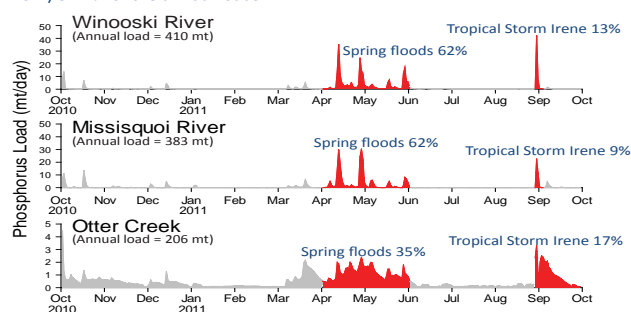 Winooski River
(Annual load = 410 mt)
Spring floods 62%
Tropical Storm Irene 13%
50
40
30
20
10
0
Oct Nov Dec Jan Feb Mar Apr May Jun Jul Aug Sep Oct
2010 2011
Phosphorus Load (mt/day)
Missisquoi River
(Annual load = 383 mt)
Spring floods 62%
Tropical Storm Irene 9%
50
40
30
20
10
0
Oct Nov Dec Jan Feb Mar Apr May Jun Jul Aug Sep Oct
2010 2011
Otter Creek
(Annual load = 206 mt)
Spring floods 35%
Tropical Storm Irene 17%
5
4
3
2
1
0
Oct Nov Dec Jan Feb Mar Apr May Jun Jul Aug Sep Oct
2010 2011